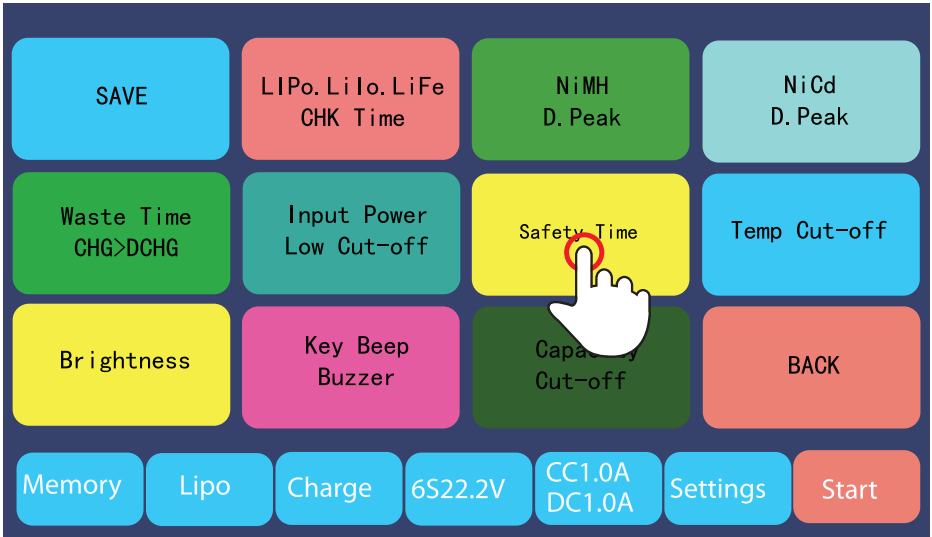 SAVE
LIPo.LiIo.LiFe
CHK Time
NiMH
D.Peak
NiCd
D.Peak
Waste Time
CHG>DCHG
Input Power
Low Cut-off
Safety Time
Temp Cut-off
Brightness
Key Beep
Buzzer
Capacity
Cut-off
BACK
Memory
Lipo
Charge
6S22.2V
CC1.0A
DC1.0A
Settings
Start